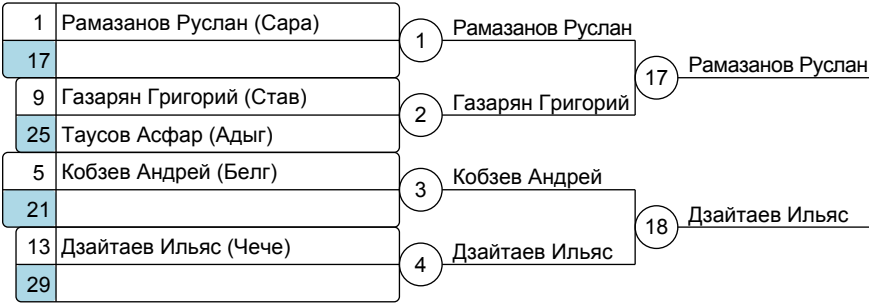 1 Рамазанов Руслан (Сара)
17
9 Газарян Григорий (Став)
25 Таусов Асфар (Адыг)
5 Кобзев Андрей (Белг)
21
13 Дзайтаев Ильяс (Чече)
29
1 Рамазанов Руслан
2 Газарян Григорий
3 Кобзев Андрей
4 Дзайтаев Ильяс
17 Рамазанов Руслан
18 Дзайтаев Ильяс